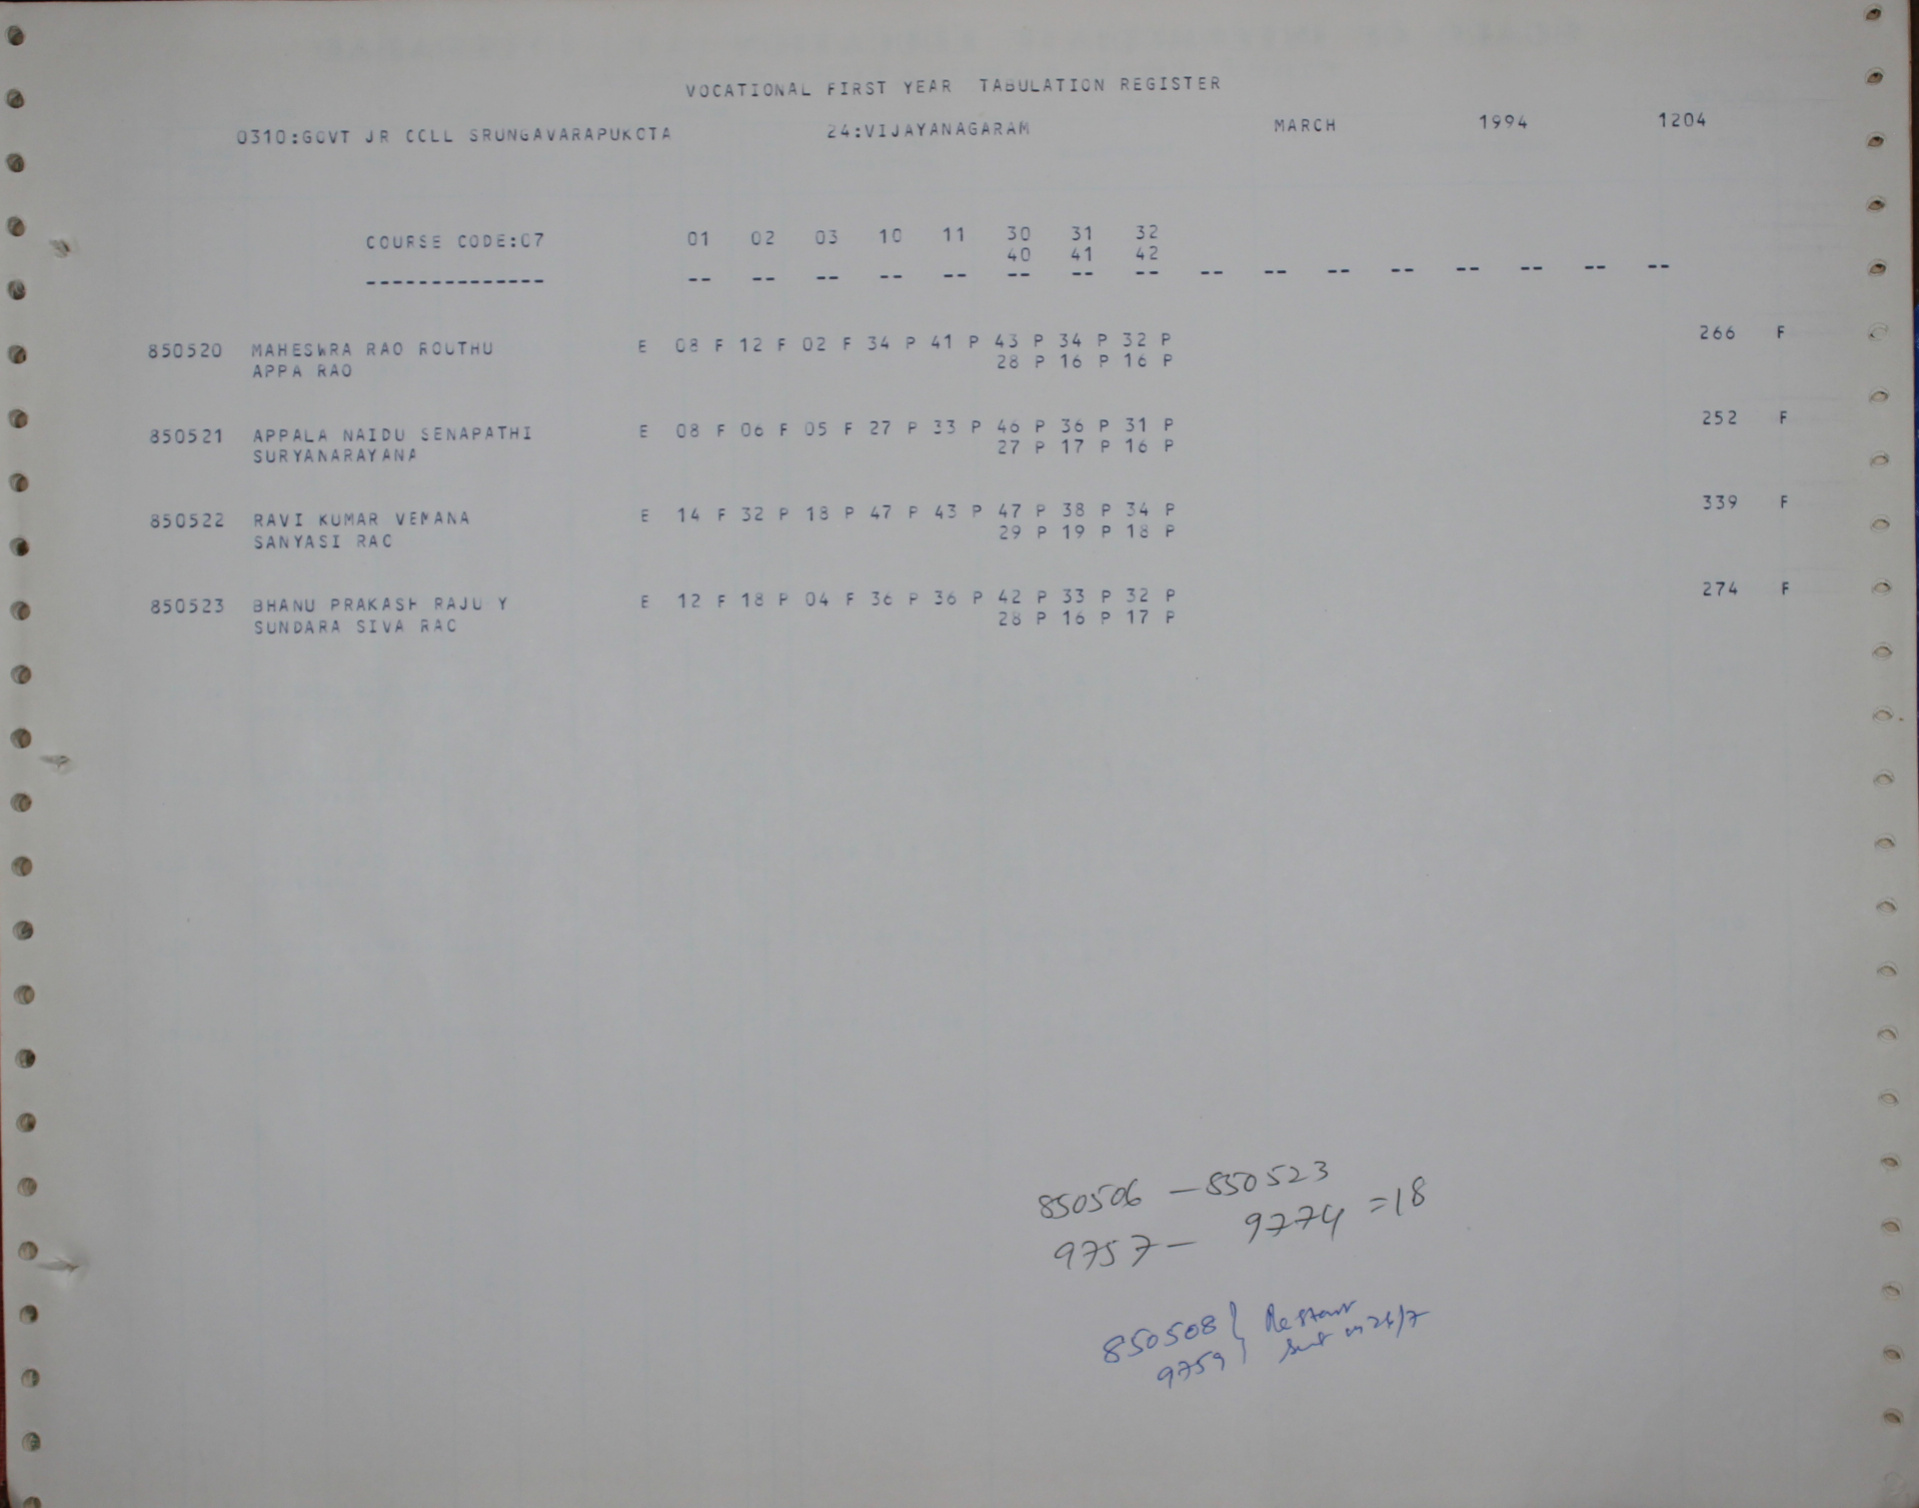 VOCATIONAL FIRST YEAR TABULATION REGISTER
0310:GOVT JR COLL SRUNGAVARAPUKOTA 24:VIJAYANAGARAM MARCH 1994 1204
COURSE CODE:07 01 02 03 10 11 30 31 32
40 41 42
-------------- -- -- -- -- -- -- -- -- -- -- -- -- -- -- -- --
850520 MAHESWRA RAO ROUTHU E 08 F 12 F 02 F 34 P 41 P 43 P 34 P 32 P 266 F
APPA RAO 28 P 16 P 16 P
850521 APPALA NAIDU SENAPATHI E 08 F 06 F 05 F 27 P 33 P 46 P 36 P 31 P 252 F
SURYANARAYANA 27 P 17 P 16 P
850522 RAVI KUMAR VEMANA E 14 F 32 P 18 P 47 P 43 P 47 P 38 P 34 P 339 F
SANYASI RAO 29 P 19 P 18 P
850523 BHANU PRAKASH RAJU Y E 12 F 18 P 04 F 36 P 36 P 42 P 33 P 32 P 274 F
SUNDARA SIVA RAO 28 P 16 P 17 P
850506 - 850523
9757 - 9774 = 18
850508
9759 sent